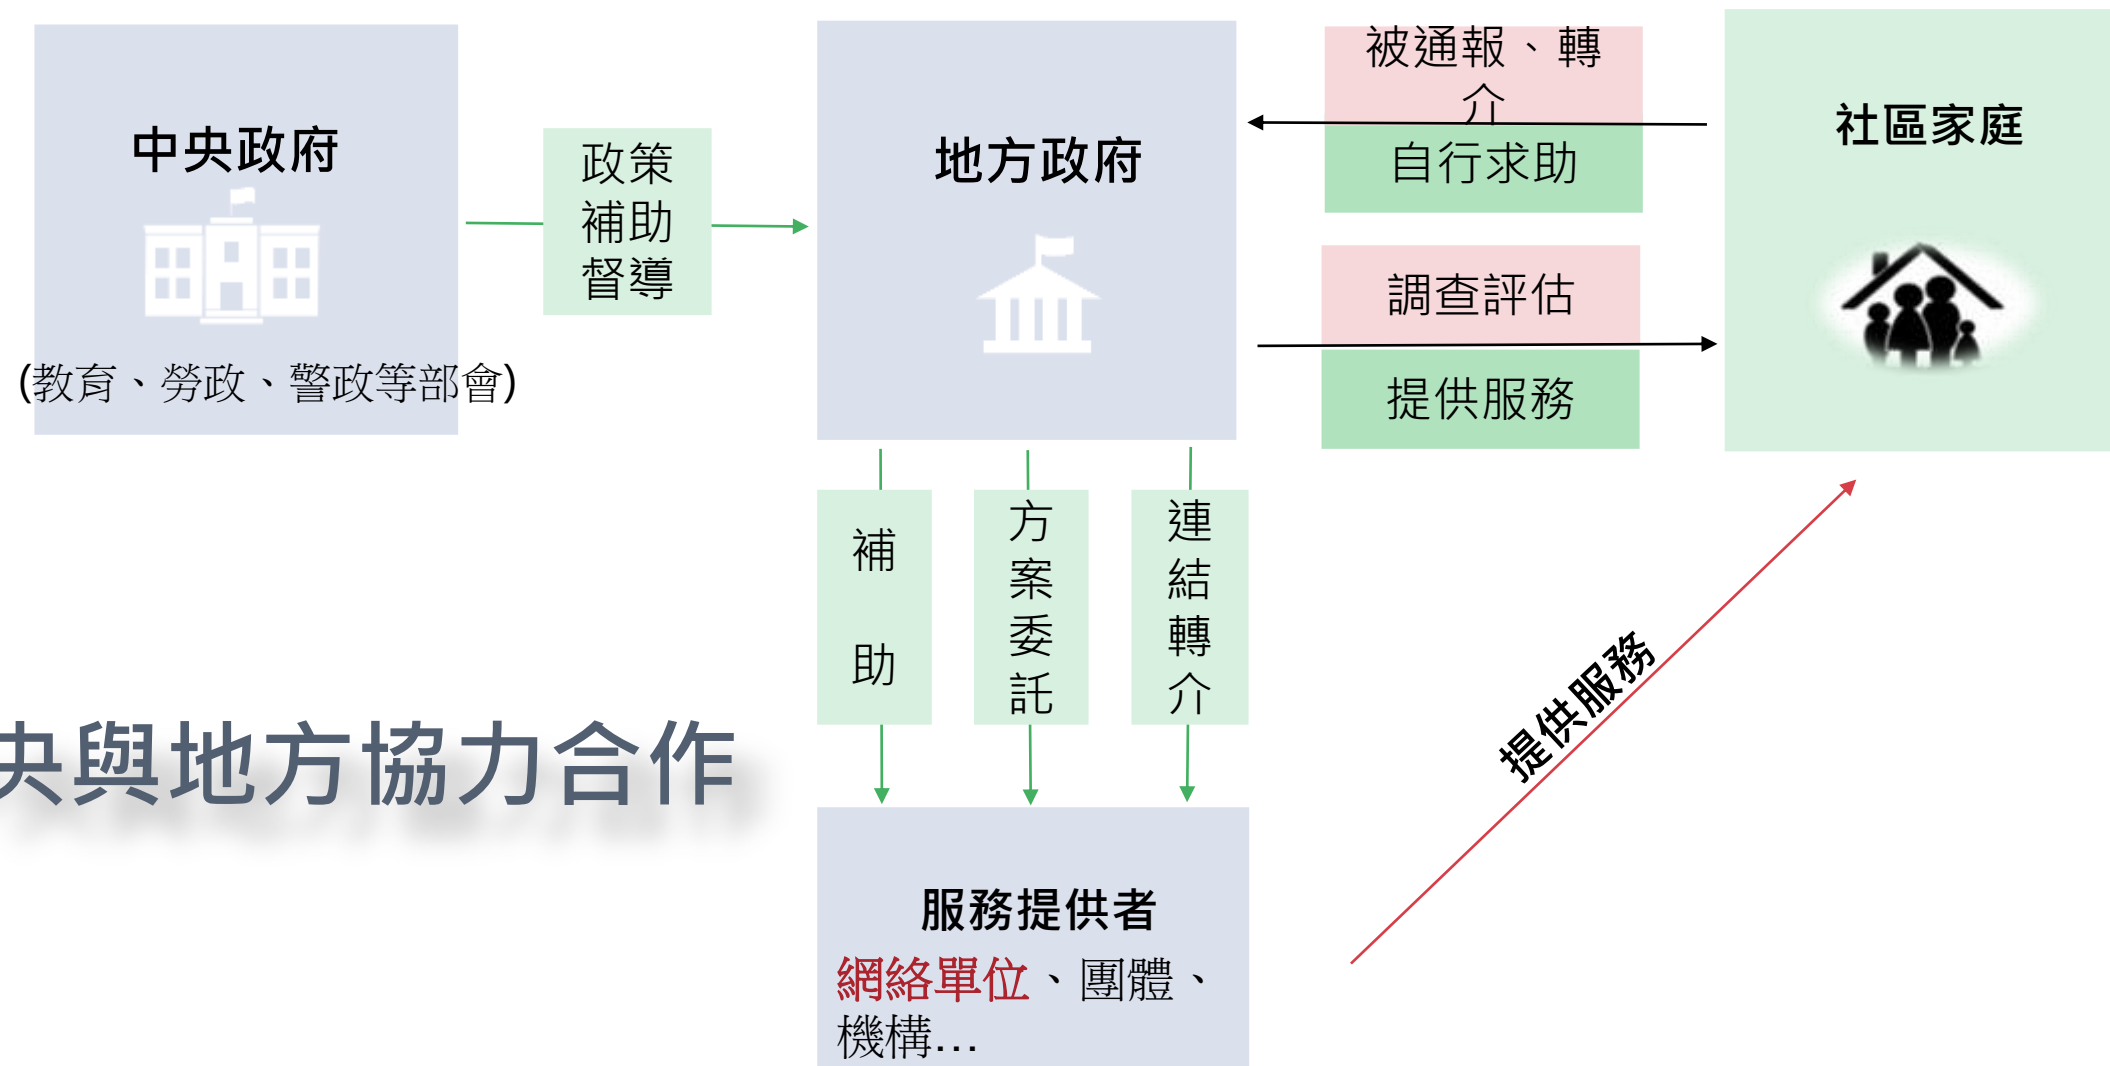 中央政府
(教育、勞政、警政等部會)
政策
補助
督導
地方政府
被通報、轉
介
自行求助
調查評估
提供服務
社區家庭
補
助
方
案
委
託
連
結
轉
介
提供服務
央與地方協力合作
服務提供者
網絡單位、團體、
機構...